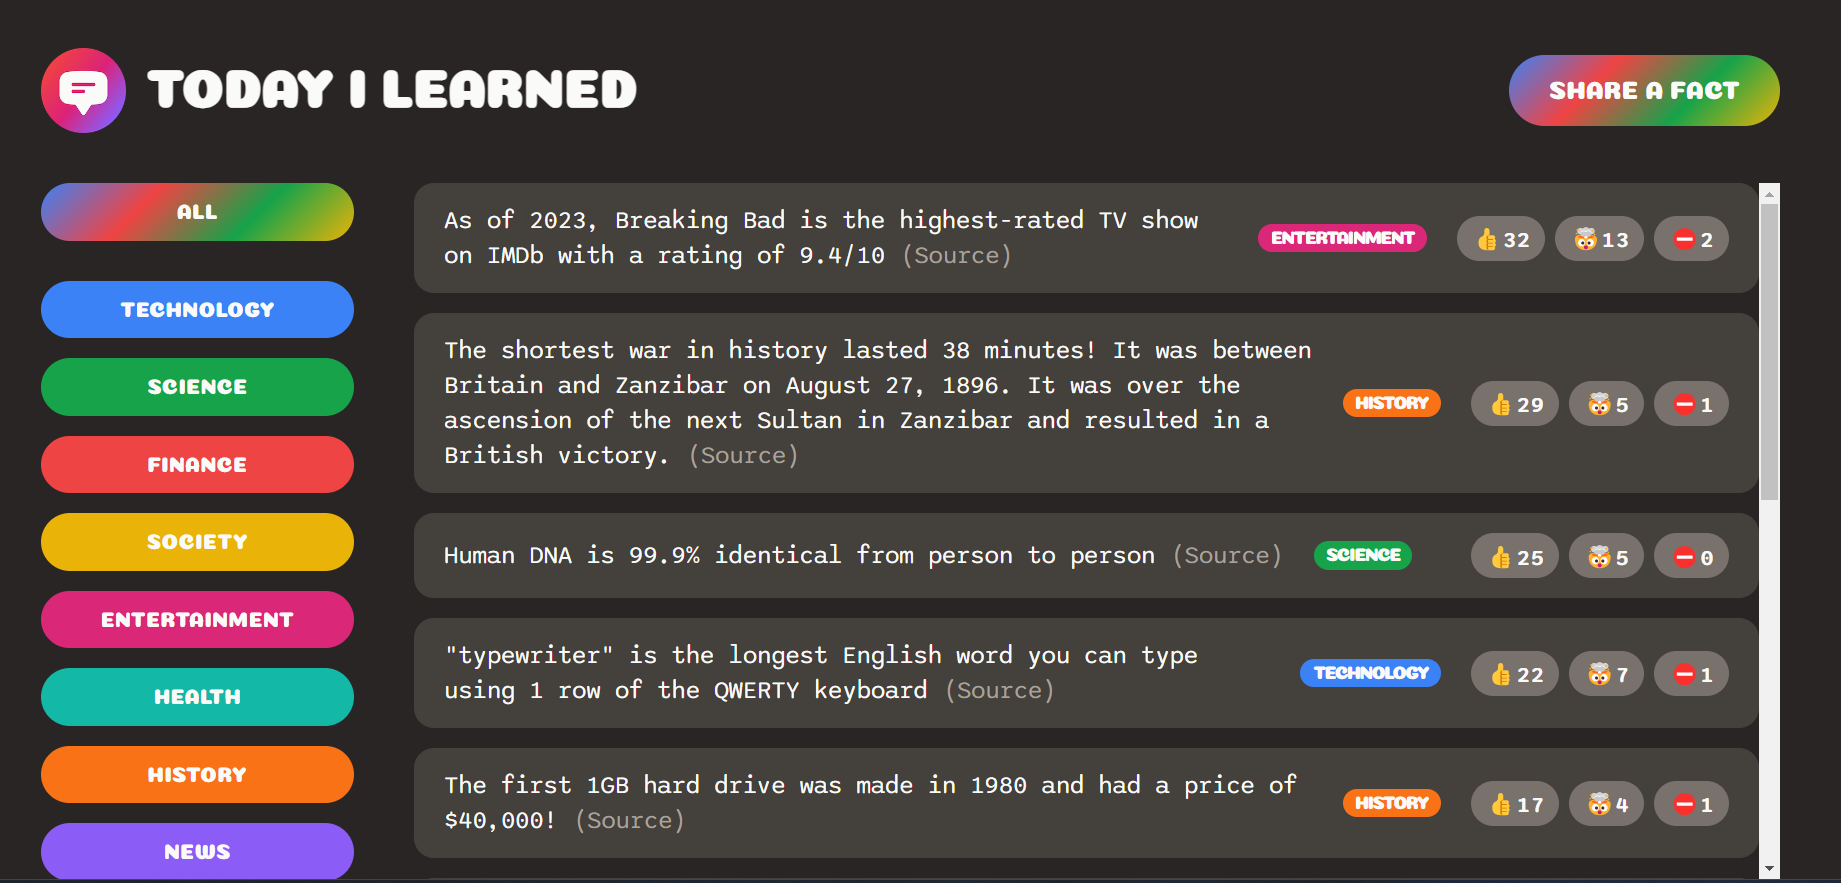 TODAY I LEARNED
SHARE A FACT
ALL
TECHNOLOGY
SCIENCE
FINANCE
SOCIETY
ENTERTAINMENT
HEALTH
HISTORY
NEWS
As of 2023, Breaking Bad is the highest-rated TV show
on IMDb with a rating of 9.4/10 (Source)
ENTERTAINMENT
👍 32
🤯 13
⛔ 2
The shortest war in history lasted 38 minutes! It was between
Britain and Zanzibar on August 27, 1896. It was over the
ascension of the next Sultan in Zanzibar and resulted in a
British victory. (Source)
HISTORY
👍 29
🤯 5
⛔ 1
Human DNA is 99.9% identical from person to person (Source)
SCIENCE
👍 25
🤯 5
⛔ 0
"typewriter" is the longest English word you can type
using 1 row of the QWERTY keyboard (Source)
TECHNOLOGY
👍 22
🤯 7
⛔ 1
The first 1GB hard drive was made in 1980 and had a price of
$40,000! (Source)
HISTORY
👍 17
🤯 4
⛔ 1